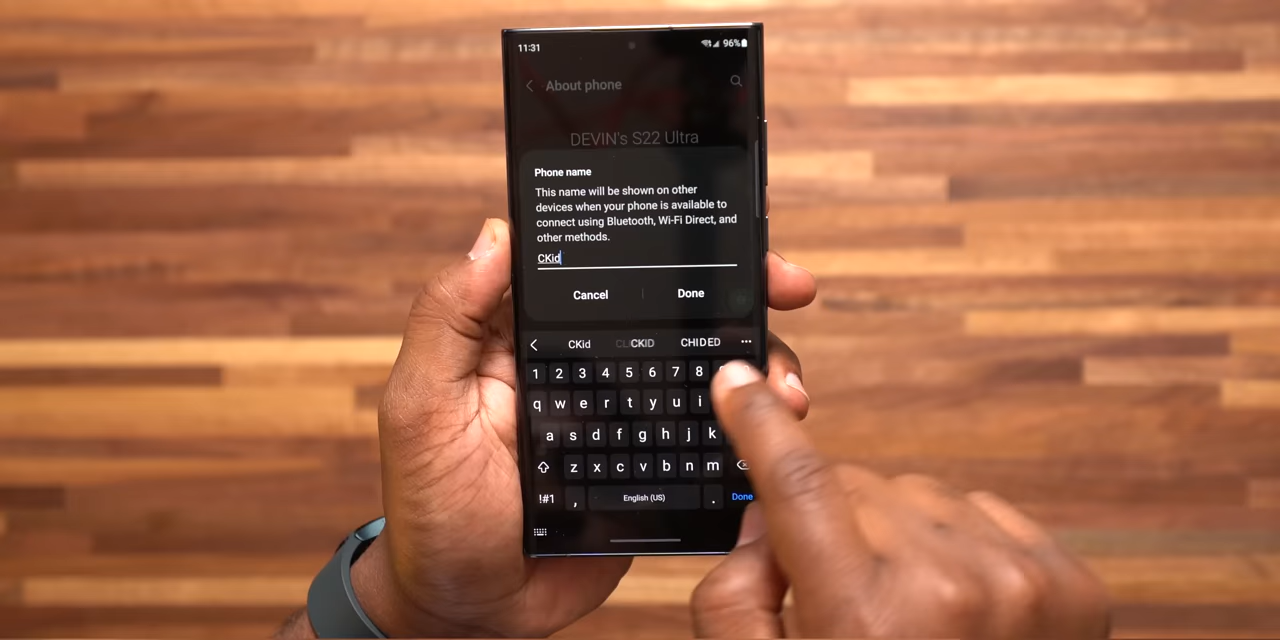 11:31
96%
About phone
DEVIN's S22 Ultra
Phone name
This name will be shown on other
devices when your phone is available to
connect using Bluetooth, Wi-Fi Direct, and
other methods.
CKid
Cancel Done
CKid CKID CHIDED
1 2 3 4 5 6 7 8
q w e r t y u i
a s d f g h j k
z x c v b n m
!#1 , English (US) . Done